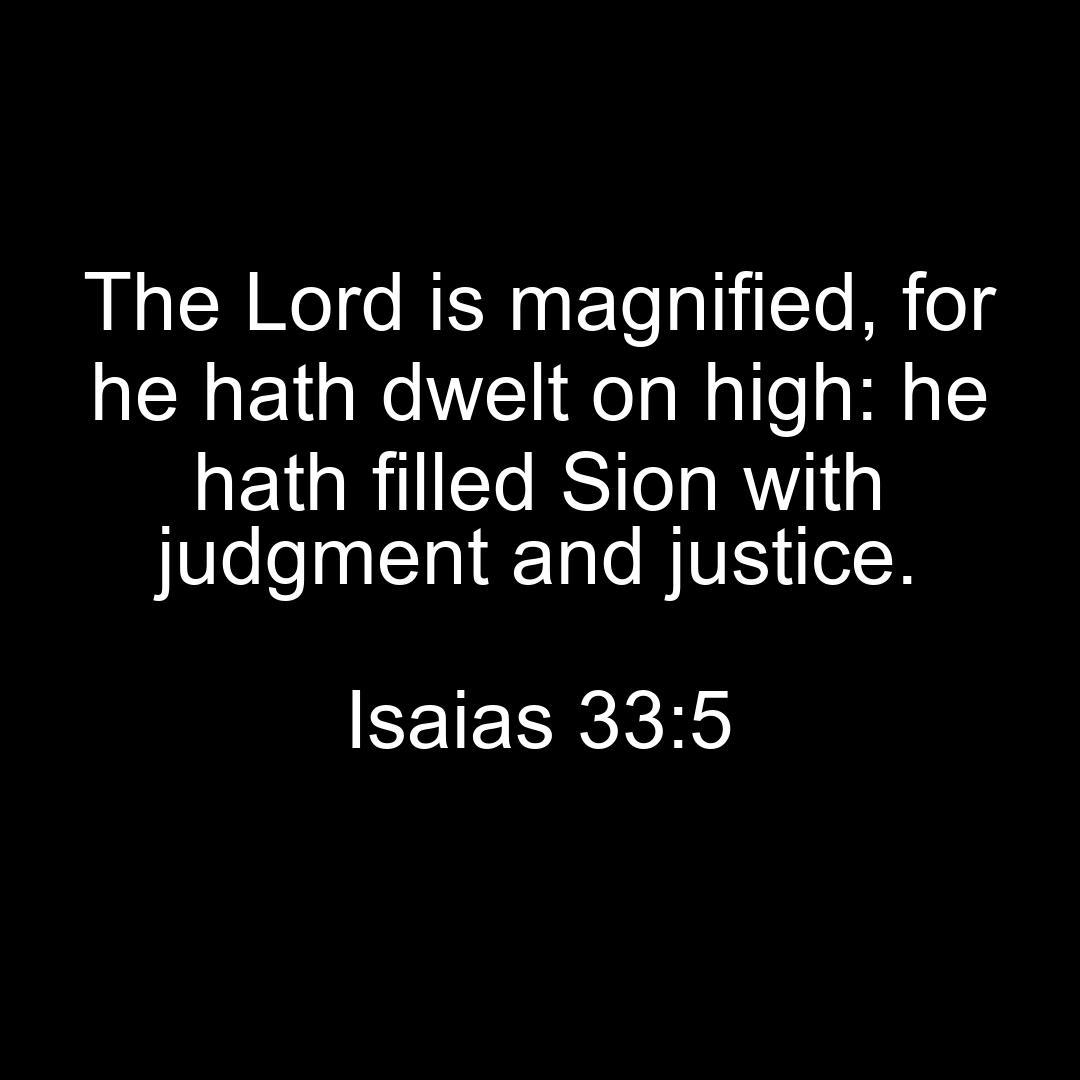 The Lord is magnified, for
he hath dwelt on high: he
hath filled Sion with
judgment and justice.
Isaias 33:5